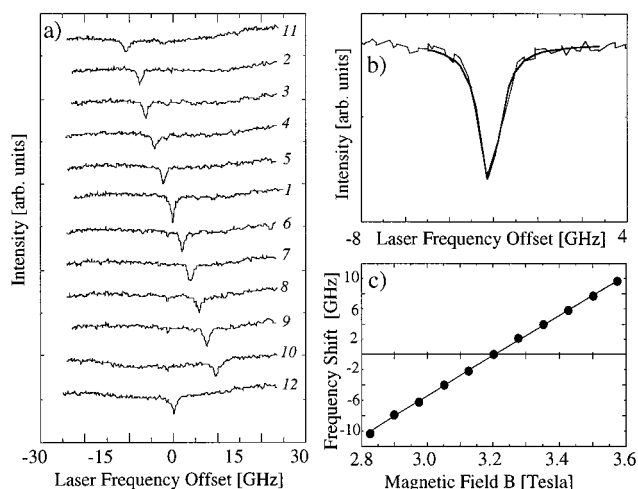 a)
Intensity [arb. units]
11
2
3
4
5
1
6
7
8
9
10
12
-30 -15 0 15 30
Laser Frequency Offset [GHz]
b)
Intensity [arb. units]
-8 Laser Frequency Offset [GHz] 4
c)
Frequency Shift [GHz]
10
6
2
-2
-6
-10
2.8 3.0 3.2 3.4 3.6
Magnetic Field B [Tesla]